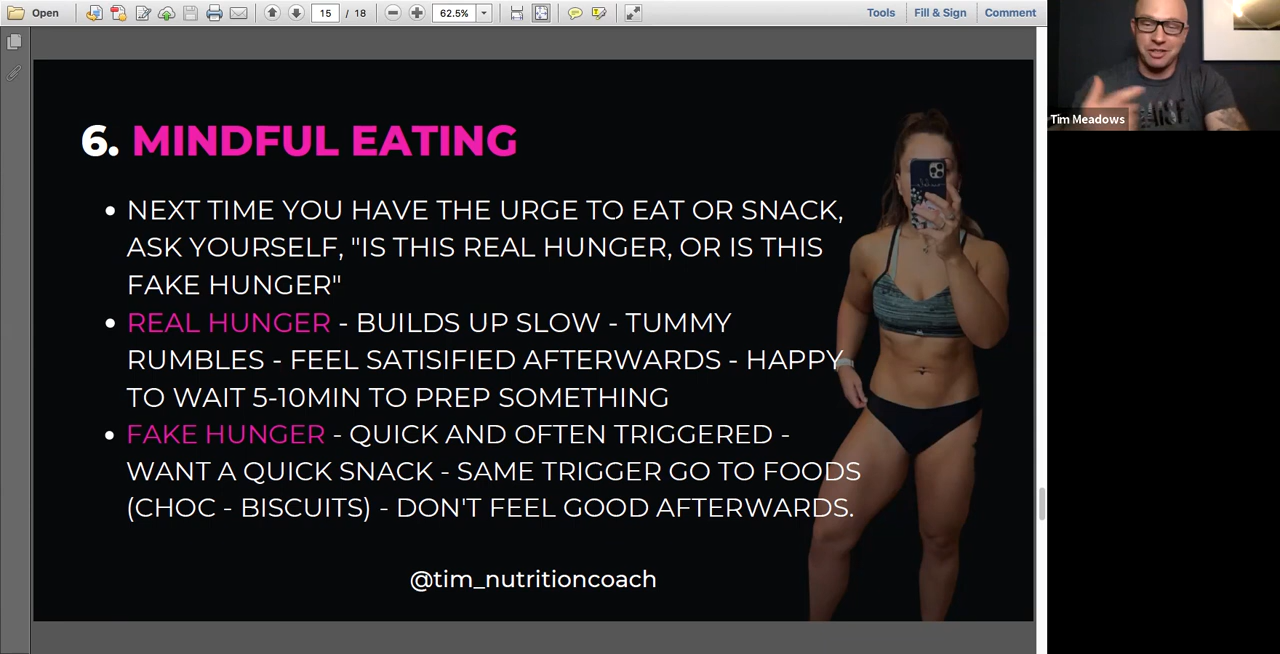 Open
15 / 18
62.5%
Tools
Fill & Sign
Comment
6. MINDFUL EATING
NEXT TIME YOU HAVE THE URGE TO EAT OR SNACK,
ASK YOURSELF, "IS THIS REAL HUNGER, OR IS THIS
FAKE HUNGER"
REAL HUNGER - BUILDS UP SLOW - TUMMY
RUMBLES - FEEL SATISIFIED AFTERWARDS - HAPPY
TO WAIT 5-10MIN TO PREP SOMETHING
FAKE HUNGER - QUICK AND OFTEN TRIGGERED -
WANT A QUICK SNACK - SAME TRIGGER GO TO FOODS
(CHOC - BISCUITS) - DON'T FEEL GOOD AFTERWARDS.
@tim_nutritioncoach
Tim Meadows